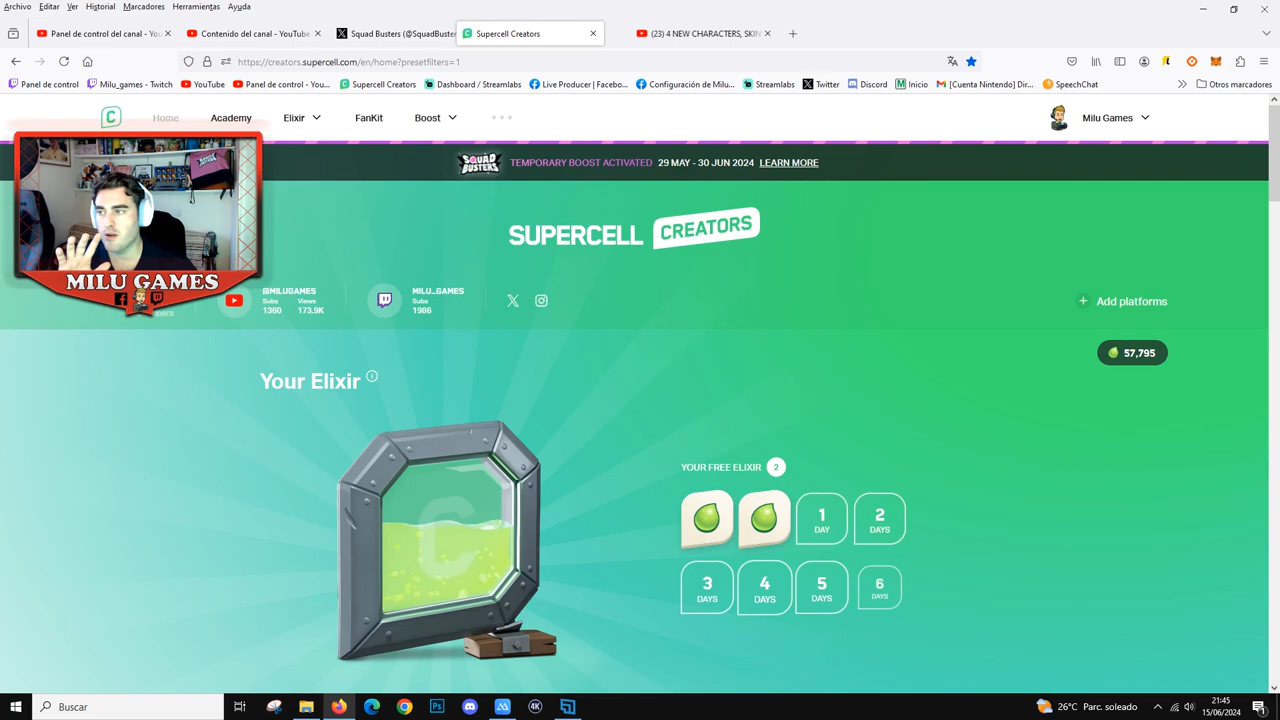 Archivo Editar Ver Historial Marcadores Herramientas Ayuda
Panel de control del canal - You
Contenido del canal - YouTube
Squad Busters (@SquadBuster
Supercell Creators
(23) 4 NEW CHARACTERS, SKIN
https://creators.supercell.com/en/home?presetfilters=1
Panel de control
Milu_games - Twitch
YouTube
Panel de control - You...
Supercell Creators
Dashboard / Streamlabs
Live Producer | Facebo...
Configuración de Milu...
Streamlabs
Twitter
Discord
Inicio
[Cuenta Nintendo] Dir...
SpeechChat
Otros marcadores
Home Academy Elixir FanKit Boost
Milu Games
SQUAD BUSTERS
TEMPORARY BOOST ACTIVATED 29 MAY - 30 JUN 2024 LEARN MORE
SUPERCELL CREATORS
MILU GAMES
@MILUGAMES
Subs Views
1360 173.9K
MILU_GAMES
Subs
1986
Add platforms
57,795
Your Elixir
YOUR FREE ELIXIR 2
1 DAY
2 DAYS
3 DAYS
4 DAYS
5 DAYS
6 DAYS
Buscar
26°C Parc. soleado
21:45
15/06/2024